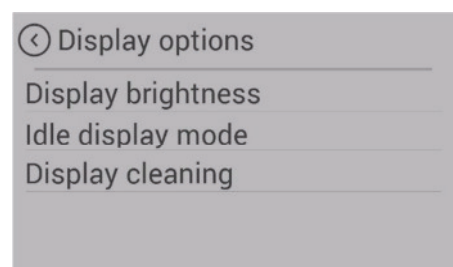 Display options
Display brightness
Idle display mode
Display cleaning